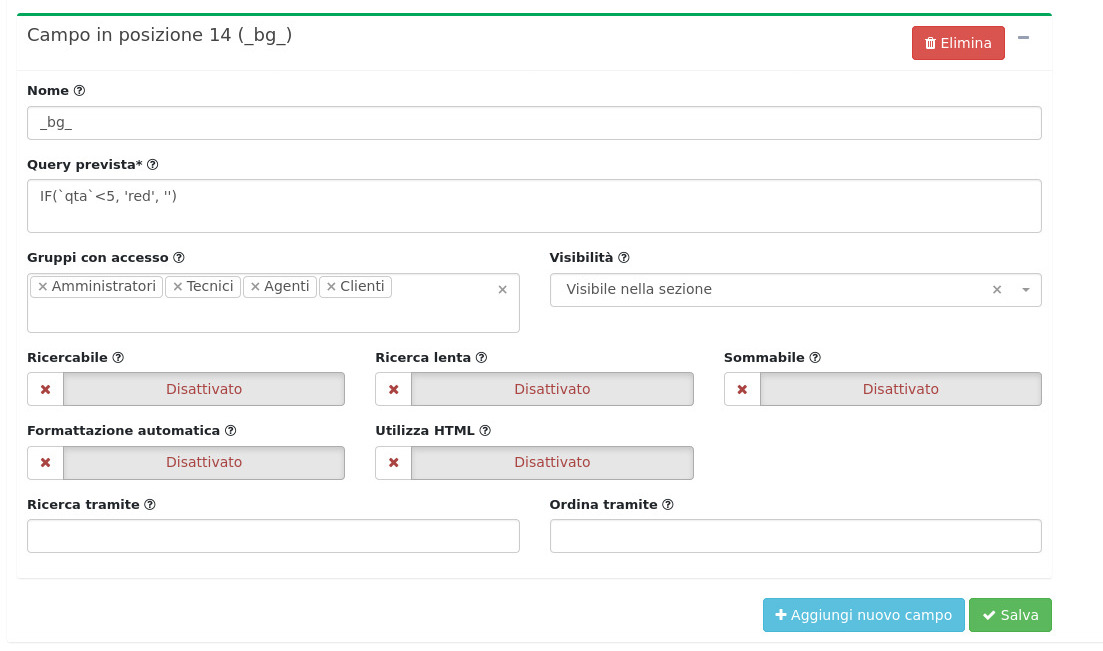 Campo in posizione 14 (_bg_)
Elimina
Nome
_bg_
Query prevista*
IF(`qta`<5, 'red', '')
Gruppi con accesso Visibilità
× Amministratori × Tecnici × Agenti × Clienti × Visibile nella sezione ×
Ricercabile Ricerca lenta Sommabile
Disattivato Disattivato Disattivato
Formattazione automatica Utilizza HTML
Disattivato Disattivato
Ricerca tramite Ordina tramite
Aggiungi nuovo campo Salva